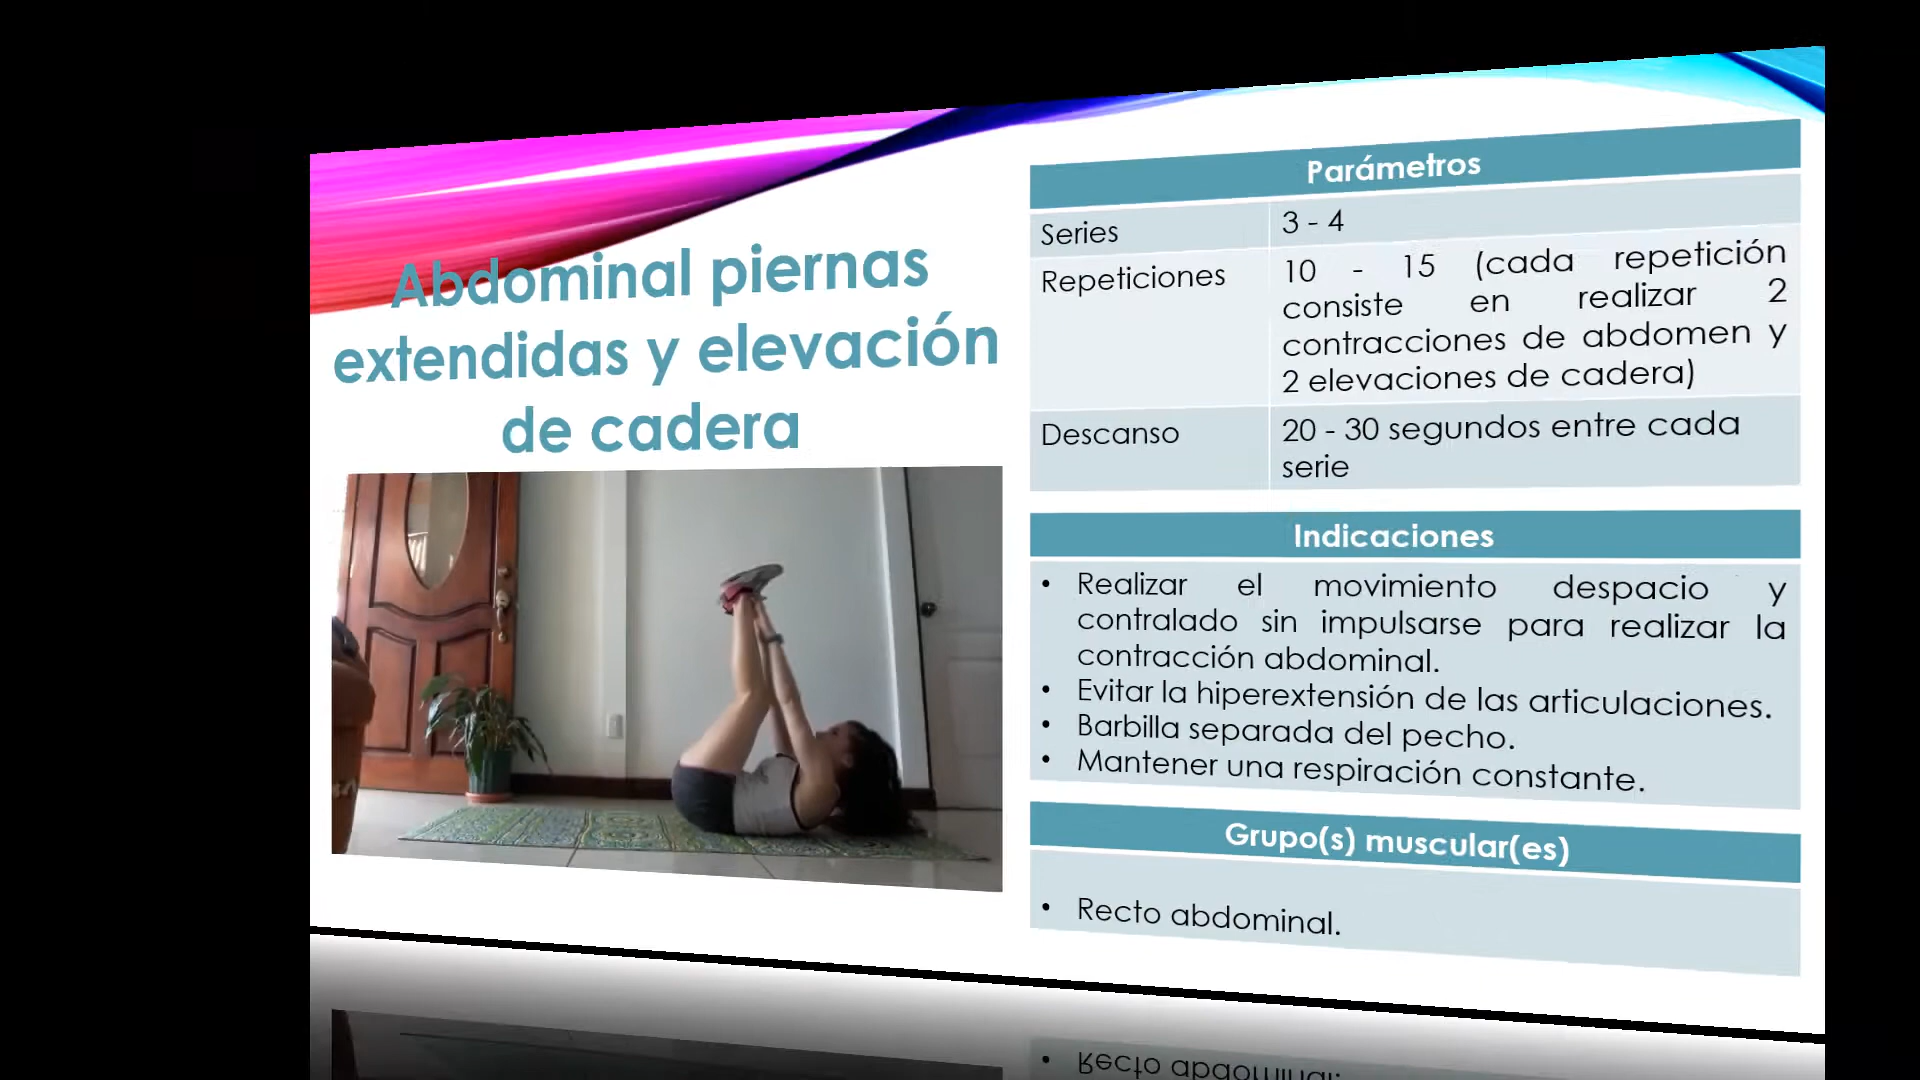 Abdominal piernas
extendidas y elevación
de cadera
Parámetros
Series
3 - 4
Repeticiones
10 - 15 (cada repetición
consiste en realizar 2
contracciones de abdomen y
2 elevaciones de cadera)
Descanso
20 - 30 segundos entre cada
serie
Indicaciones
• Realizar el movimiento despacio y
contralado sin impulsarse para realizar la
contracción abdominal.
• Evitar la hiperextensión de las articulaciones.
• Barbilla separada del pecho.
• Mantener una respiración constante.
Grupo(s) muscular(es)
• Recto abdominal.
• Recto abdominal.